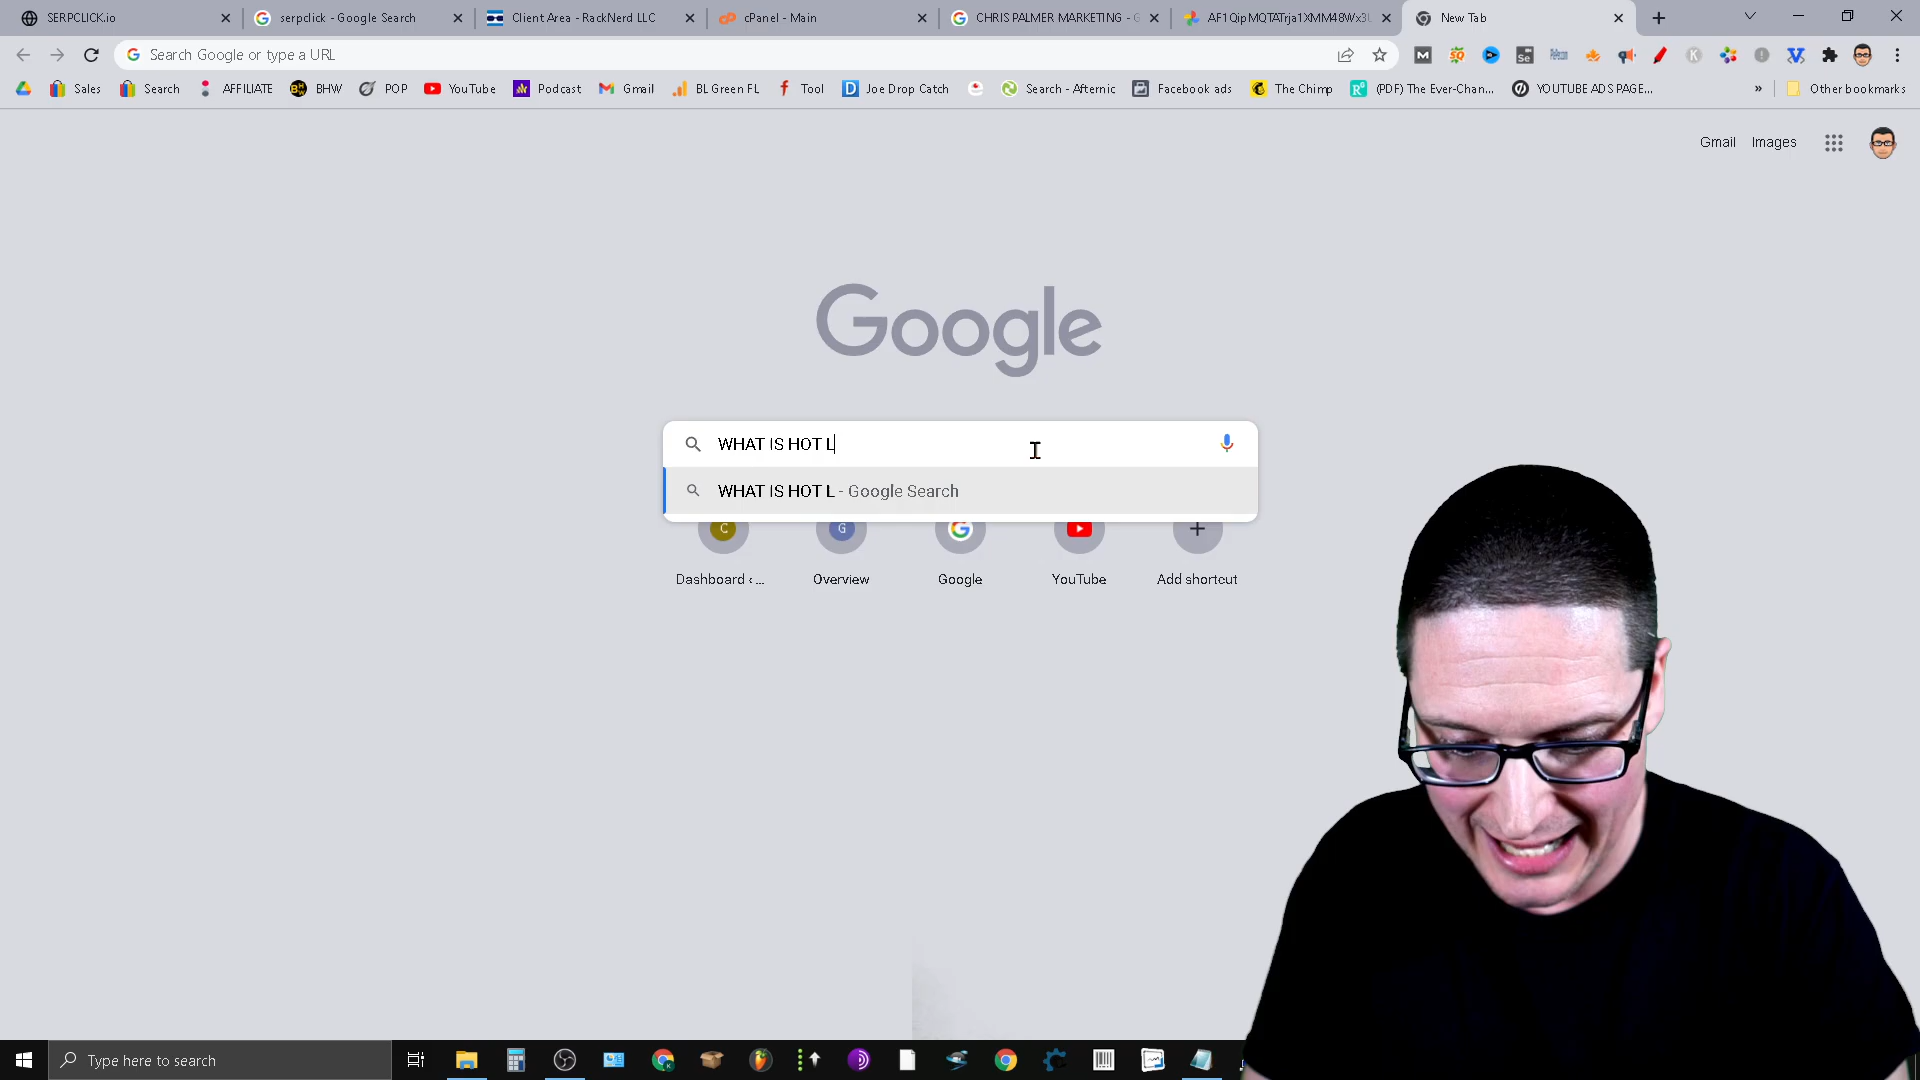 SERPCLICK.io
serpclick - Google Search
Client Area - RackNerd LLC
cPanel - Main
CHRIS PALMER MARKETING - G
New Tab
Search Google or type a URL
Sales
Search
AFFILIATE
BHW
POP
YouTube
Podcast
Gmail
BL Green FL
Tool
Joe Drop Catch
Search - Afternic
Facebook ads
The Chimp
(PDF) The Ever-Chan...
YOUTUBE ADS PAGE...
»
Other bookmarks
Gmail
Images
Google
WHAT IS HOT L
WHAT IS HOT L - Google Search
Dashboard ‹ ...
Overview
Google
YouTube
Add shortcut
Type here to search